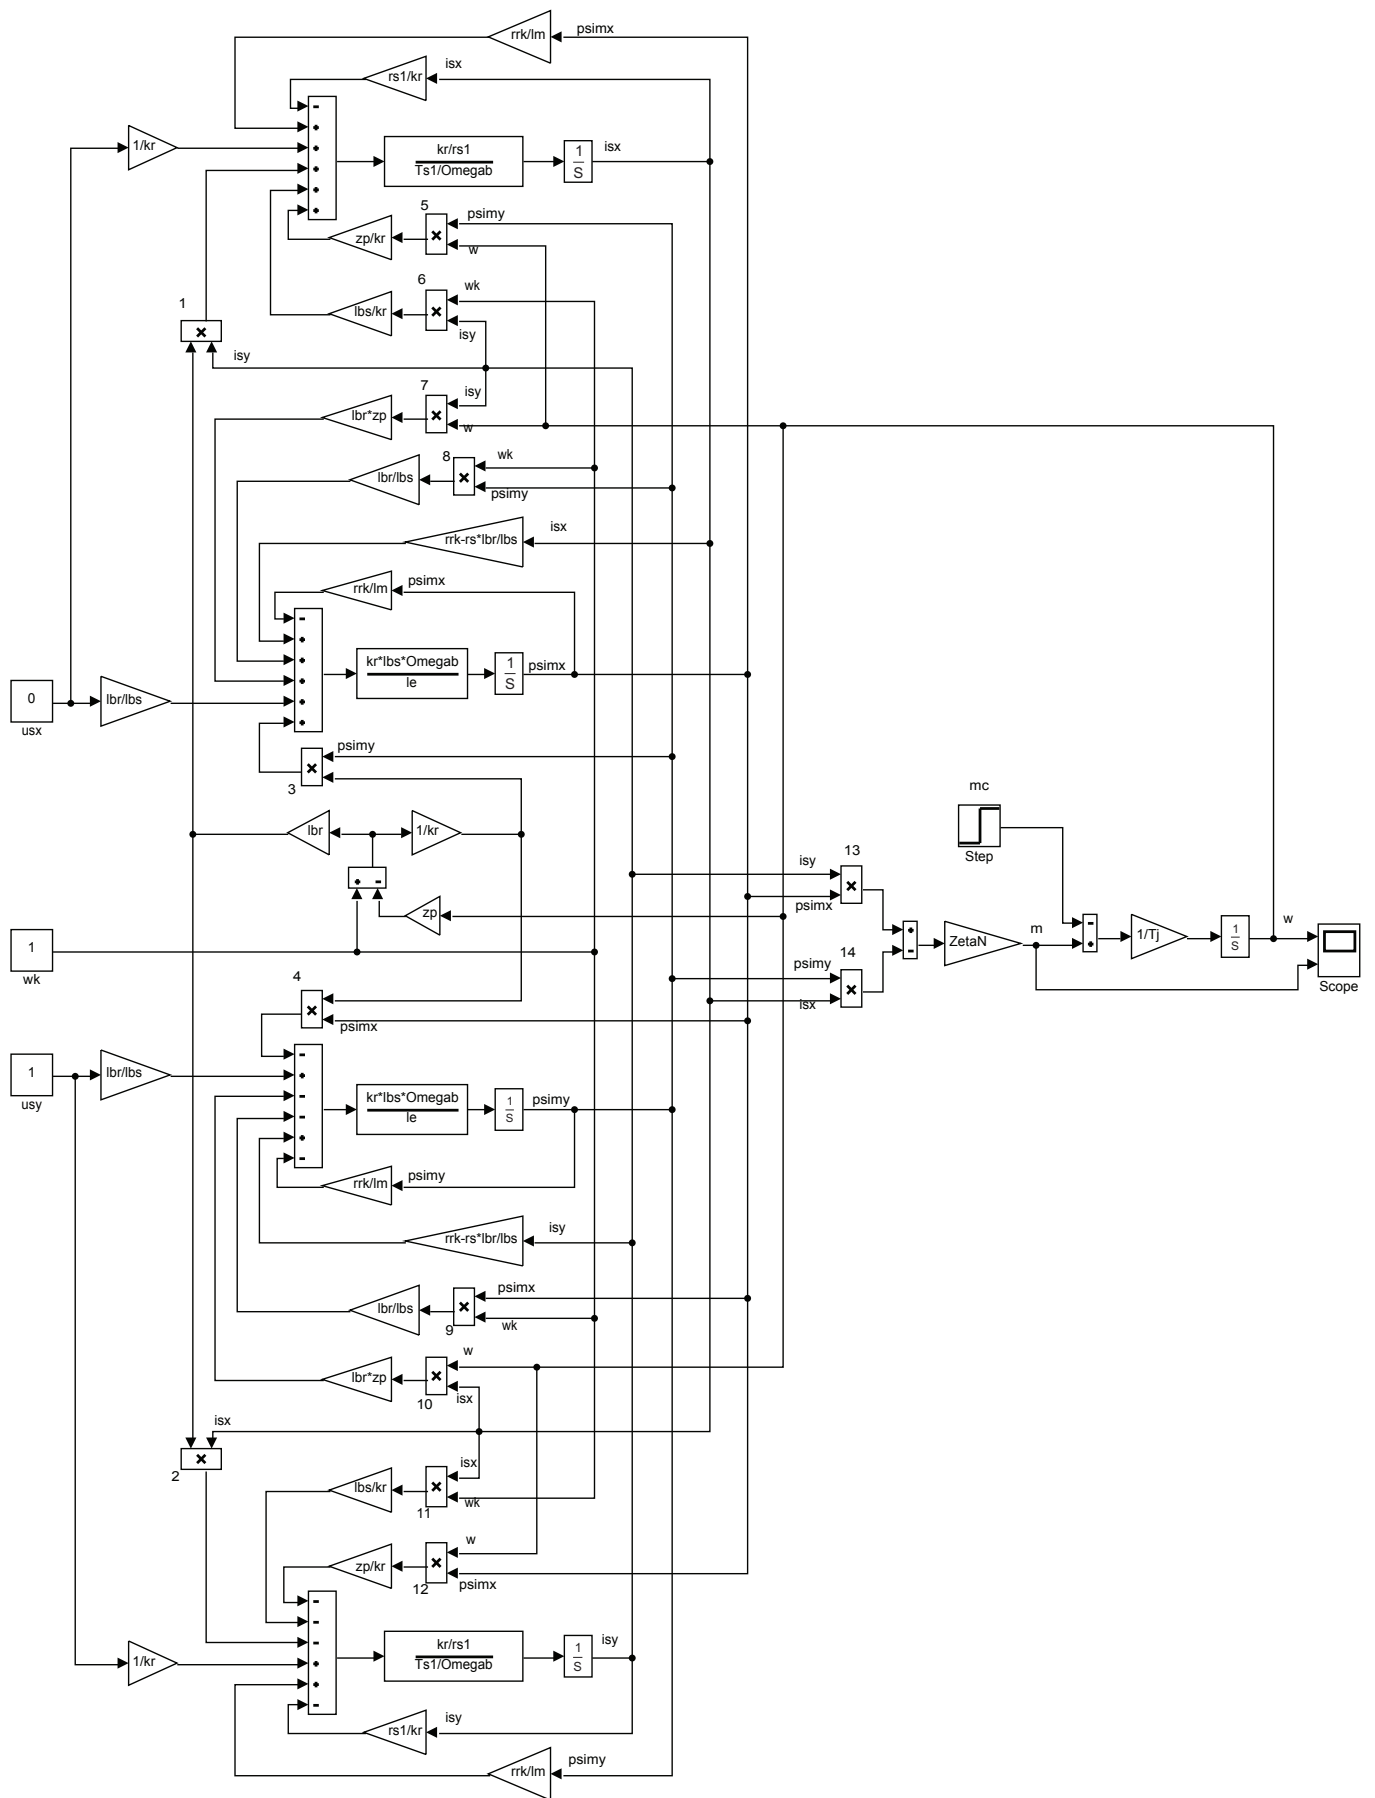 rrk/lm psimx
rs1/kr isx
-
+
1/kr + kr/rs1 1 isx
+ Ts1/Omegab S
+
+
5 psimy
zp/kr × w
6 wk
lbs/kr × isy
1
×
isy
7 isy
lbr*zp × w
8 wk
lbr/lbs × psimy
rrk-rs*lbr/lbs isx
rrk/lm psimx
-
+
+ kr*lbs*Omegab 1 psimx
+ le S
0 lbr/lbs +
usx +
psimy
×
3
mc
lbr 1/kr
Step
isy 13
+ - ×
zp psimx
+ ZetaN m - 1/Tj 1 w
1 - + S
wk psimy 14 Scope
4 ×
× isx
psimx
-
1 lbr/lbs +
usy - kr*lbs*Omegab 1 psimy
- le S
+
-
rrk/lm psimy
rrk-rs*lbr/lbs isy
lbr/lbs × psimx
9 wk
w
lbr*zp ×
10 isx
isx
×
2
isx
lbs/kr ×
11 wk
w
zp/kr ×
12 psimx
-
-
- kr/rs1 1 isy
1/kr + Ts1/Omegab S
+
-
rs1/kr isy
rrk/lm psimy